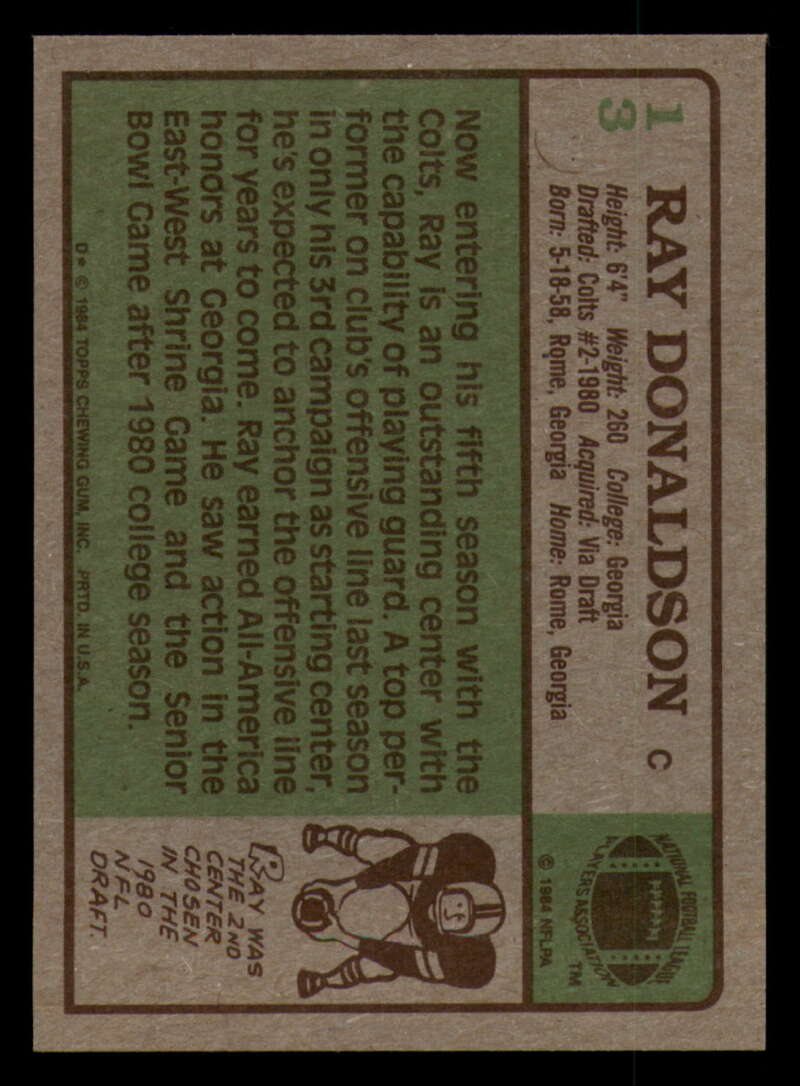 1
3
RAY DONALDSON C
Height: 6'4" Weight: 260 College: Georgia
Drafted: Colts #2-1980 Acquired: Via Draft
Born: 5-18-58, Rome, Georgia Home: Rome, Georgia
NATIONAL FOOTBALL LEAGUE
PLAYERS ASSOCIATION
TM
© 1984 NFLPA
Now entering his fifth season with the
Colts, Ray is an outstanding center with
the capability of playing guard. A top per-
former on club's offensive line last season
in only his 3rd campaign as starting center,
he's expected to anchor the offensive line
for years to come. Ray earned All-America
honors at Georgia. He saw action in the
East-West Shrine Game and the Senior
Bowl Game after 1980 college season.
D* © 1984 TOPPS CHEWING GUM, INC. PRTD. IN U.S.A.
RAY WAS
THE 2ND
CENTER
CHOSEN
IN THE
1980
NFL
DRAFT.